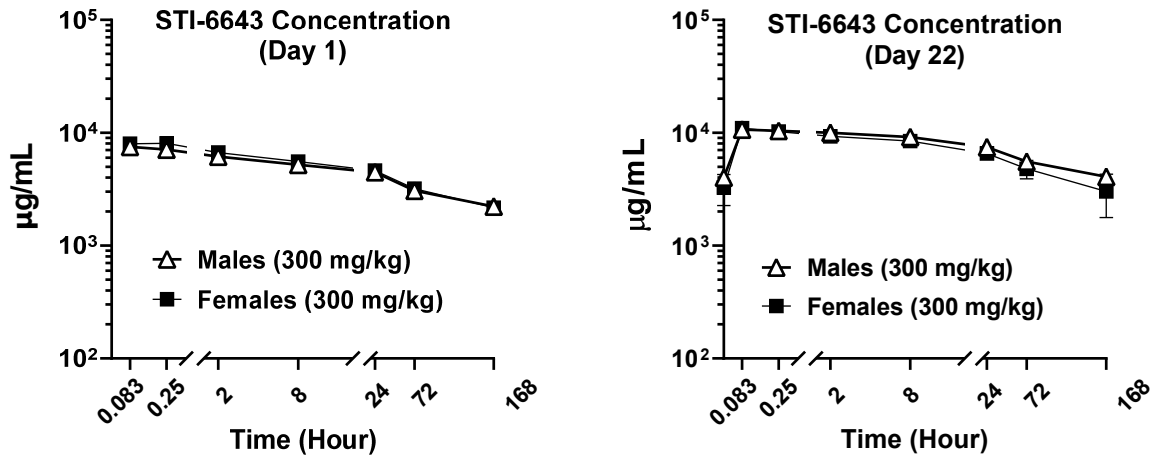 STI-6643 Concentration
(Day 1)
10⁵
10⁴
10³
10²
µg/mL
Males (300 mg/kg)
Females (300 mg/kg)
0.083
0.25
2
8
24
72
168
Time (Hour)
STI-6643 Concentration
(Day 22)
10⁵
10⁴
10³
10²
µg/mL
Males (300 mg/kg)
Females (300 mg/kg)
0.083
0.25
2
8
24
72
168
Time (Hour)